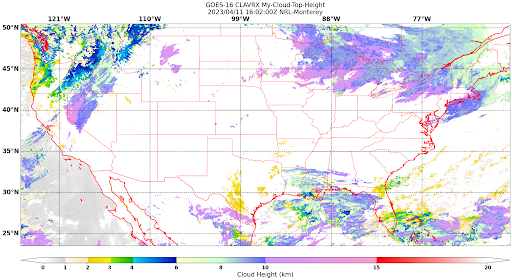 GOES-16 CLAVRX My-Cloud-Top-Height
2023/04/11 16:02:00Z NRL-Monterey
121°W 110°W 99°W 88°W 77°W
50°N
45°N
40°N
35°N
30°N
25°N
0 1 2 3 4 5 6 8 10 15 20
Cloud Height (km)